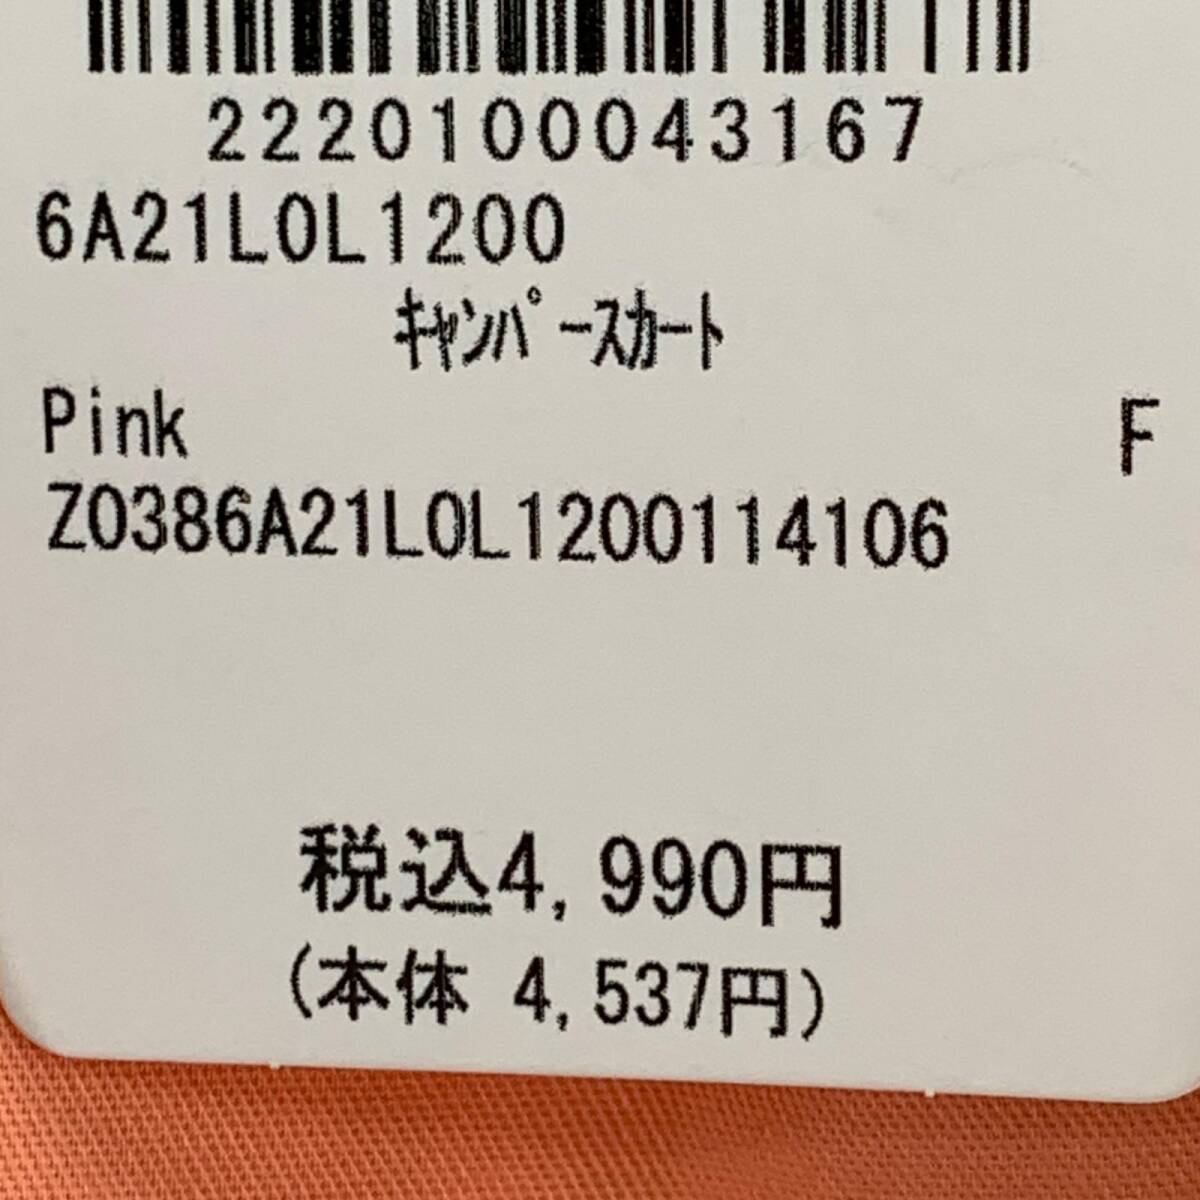 2220100043167
6A21L0L1200
ｷｬﾝﾊﾟｰｽｶｰﾄ
Pink F
Z0386A21L0L1200114106
税込4,990円
(本体 4,537円)